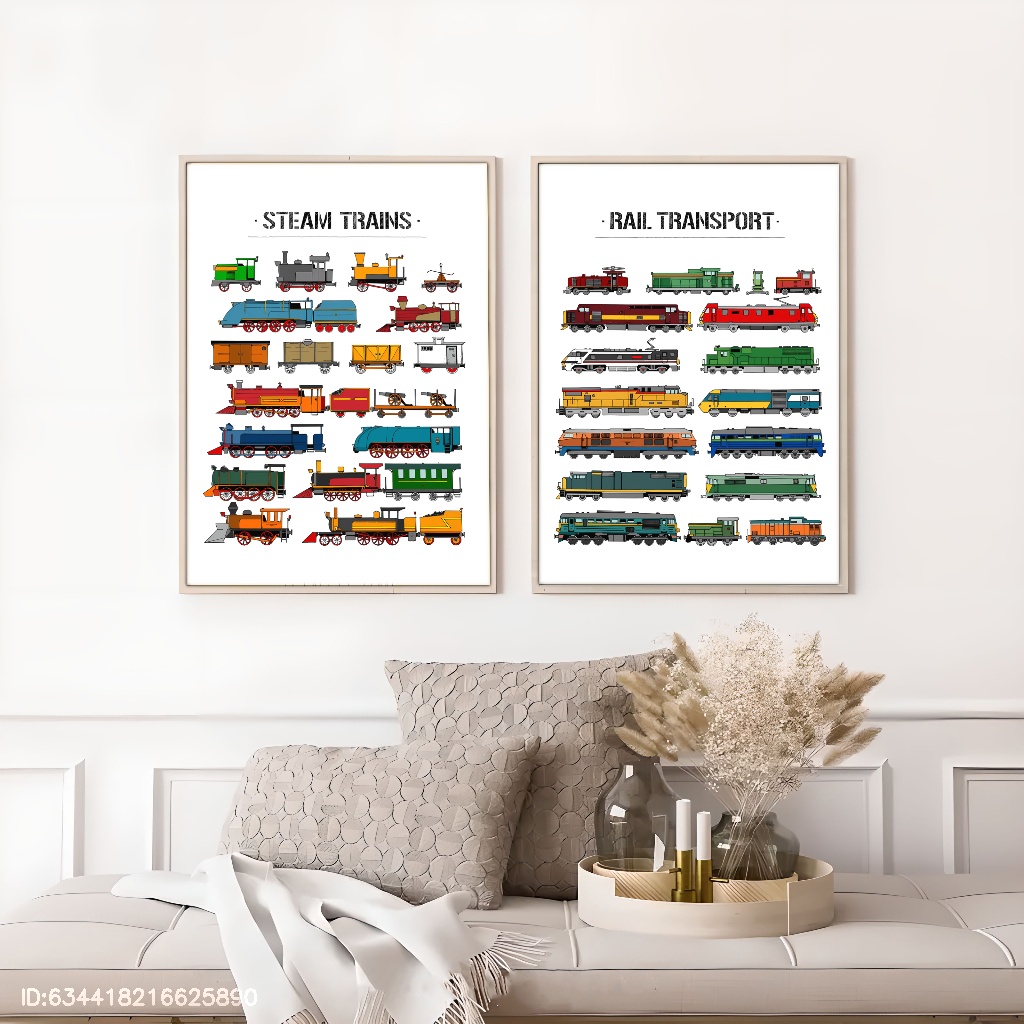 · STEAM TRAINS ·
· RAIL TRANSPORT ·
ID:634418216625890